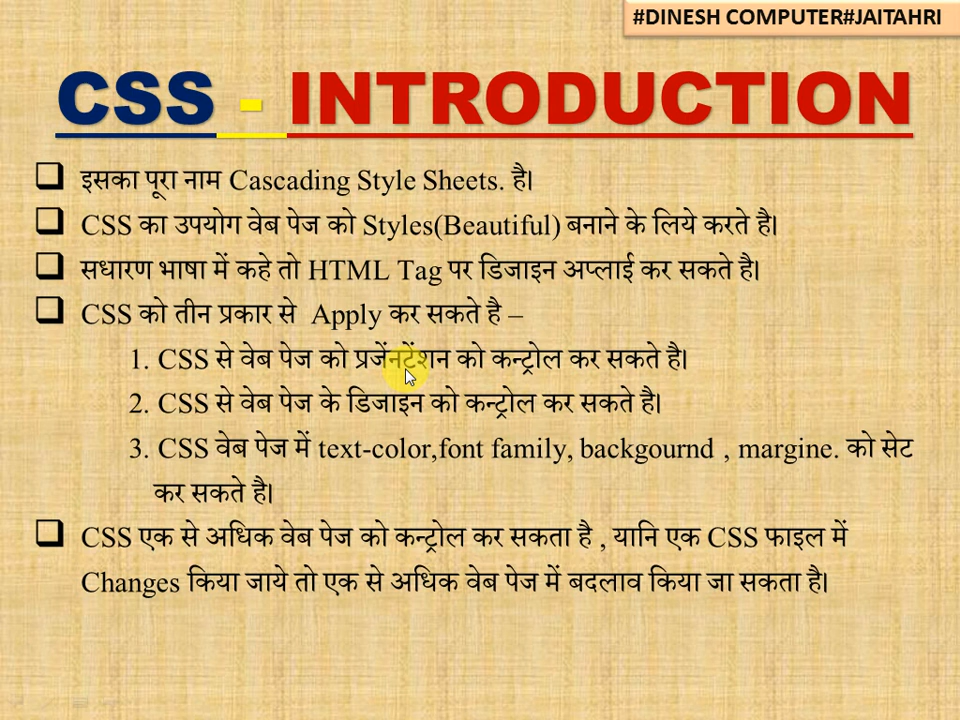 #DINESH COMPUTER#JAITAHRI
CSS - INTRODUCTION
इसका पूरा नाम Cascading Style Sheets. है।
CSS का उपयोग वेब पेज को Styles(Beautiful) बनाने के लिये करते है।
सधारण भाषा में कहे तो HTML Tag पर डिजाइन अप्लाई कर सकते है।
CSS को तीन प्रकार से Apply कर सकते है –
1. CSS से वेब पेज को प्रजेंनटेंशन को कन्ट्रोल कर सकते है।
2. CSS से वेब पेज के डिजाइन को कन्ट्रोल कर सकते है।
3. CSS वेब पेज में text-color,font family, backgournd , margine. को सेट
कर सकते है।
CSS एक से अधिक वेब पेज को कन्ट्रोल कर सकता है , यानि एक CSS फाइल में
Changes किया जाये तो एक से अधिक वेब पेज में बदलाव किया जा सकता है।